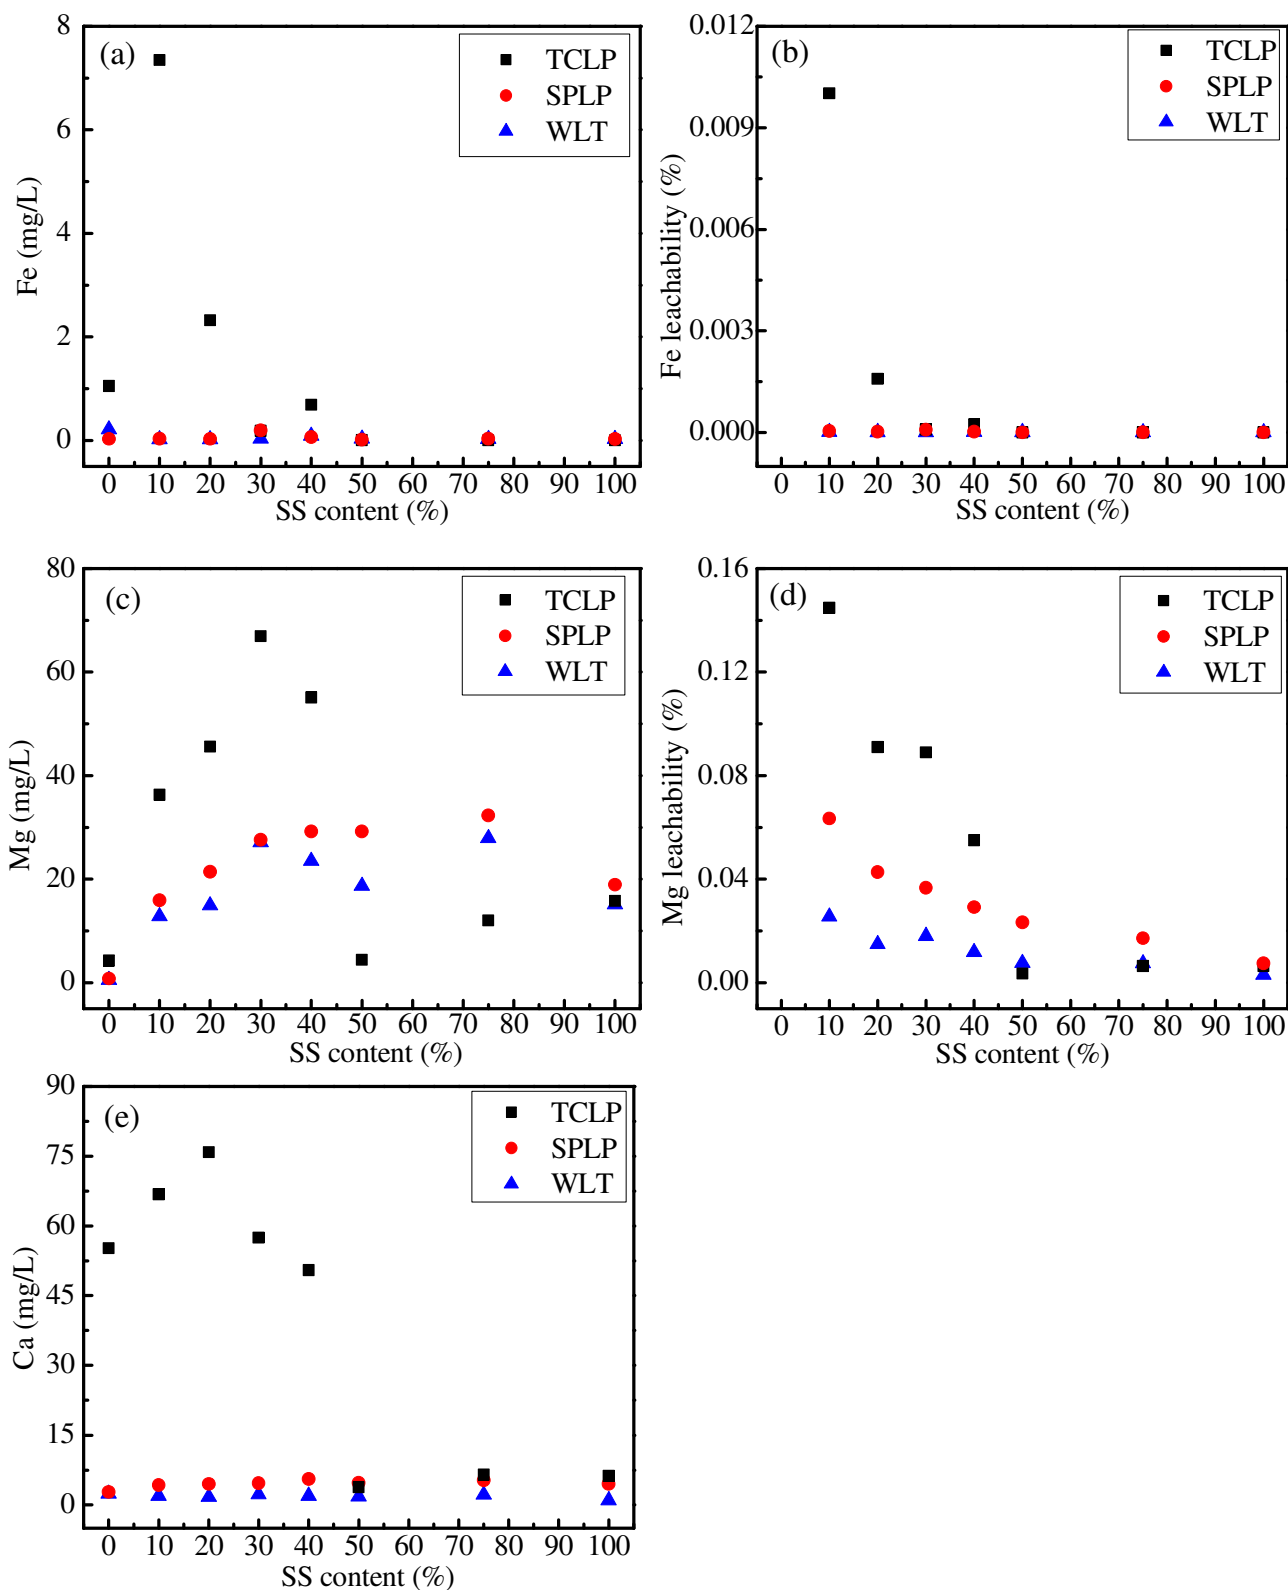 (a)
TCLP
SPLP
WLT
8
6
4
2
0
Fe (mg/L)
0 10 20 30 40 50 60 70 80 90 100
SS content (%)
(b)
TCLP
SPLP
WLT
0.012
0.009
0.006
0.003
0.000
Fe leachability (%)
0 10 20 30 40 50 60 70 80 90 100
SS content (%)
(c)
TCLP
SPLP
WLT
80
60
40
20
0
Mg (mg/L)
0 10 20 30 40 50 60 70 80 90 100
SS content (%)
(d)
TCLP
SPLP
WLT
0.16
0.12
0.08
0.04
0.00
Mg leachability (%)
0 10 20 30 40 50 60 70 80 90 100
SS content (%)
(e)
TCLP
SPLP
WLT
90
75
60
45
30
15
0
Ca (mg/L)
0 10 20 30 40 50 60 70 80 90 100
SS content (%)